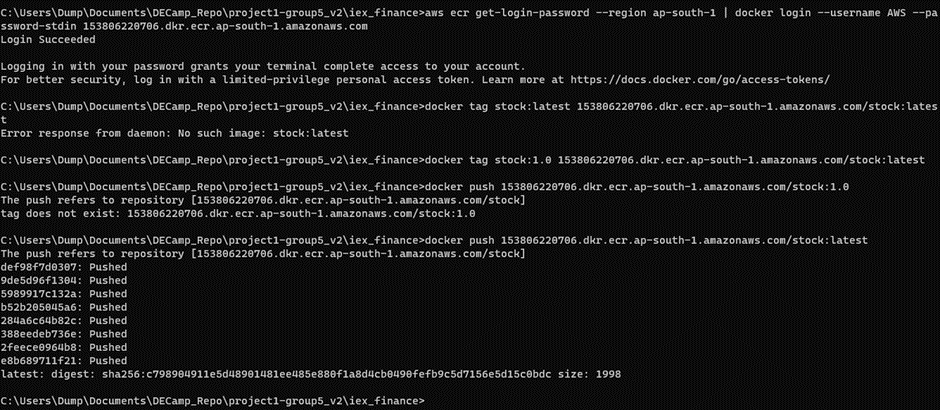 C:\Users\Dump\Documents\DECamp_Repo\project1-group5_v2\iex_finance>aws ecr get-login-password --region ap-south-1 | docker login --username AWS --pa
ssword-stdin 153806220706.dkr.ecr.ap-south-1.amazonaws.com
Login Succeeded
Logging in with your password grants your terminal complete access to your account.
For better security, log in with a limited-privilege personal access token. Learn more at https://docs.docker.com/go/access-tokens/
C:\Users\Dump\Documents\DECamp_Repo\project1-group5_v2\iex_finance>docker tag stock:latest 153806220706.dkr.ecr.ap-south-1.amazonaws.com/stock:lates
t
Error response from daemon: No such image: stock:latest
C:\Users\Dump\Documents\DECamp_Repo\project1-group5_v2\iex_finance>docker tag stock:1.0 153806220706.dkr.ecr.ap-south-1.amazonaws.com/stock:latest
C:\Users\Dump\Documents\DECamp_Repo\project1-group5_v2\iex_finance>docker push 153806220706.dkr.ecr.ap-south-1.amazonaws.com/stock:1.0
The push refers to repository [153806220706.dkr.ecr.ap-south-1.amazonaws.com/stock]
tag does not exist: 153806220706.dkr.ecr.ap-south-1.amazonaws.com/stock:1.0
C:\Users\Dump\Documents\DECamp_Repo\project1-group5_v2\iex_finance>docker push 153806220706.dkr.ecr.ap-south-1.amazonaws.com/stock:latest
The push refers to repository [153806220706.dkr.ecr.ap-south-1.amazonaws.com/stock]
def98f7d0307: Pushed
9de5d96f1304: Pushed
5989917c132a: Pushed
b52b205045a6: Pushed
284a6c64b82c: Pushed
388eedeb736e: Pushed
2feece0964b8: Pushed
e8b689711f21: Pushed
latest: digest: sha256:c798904911e5d48901481ee485e880f1a8d4cb0490fefb9c5d7156e5d15c0bdc size: 1998
C:\Users\Dump\Documents\DECamp_Repo\project1-group5_v2\iex_finance>